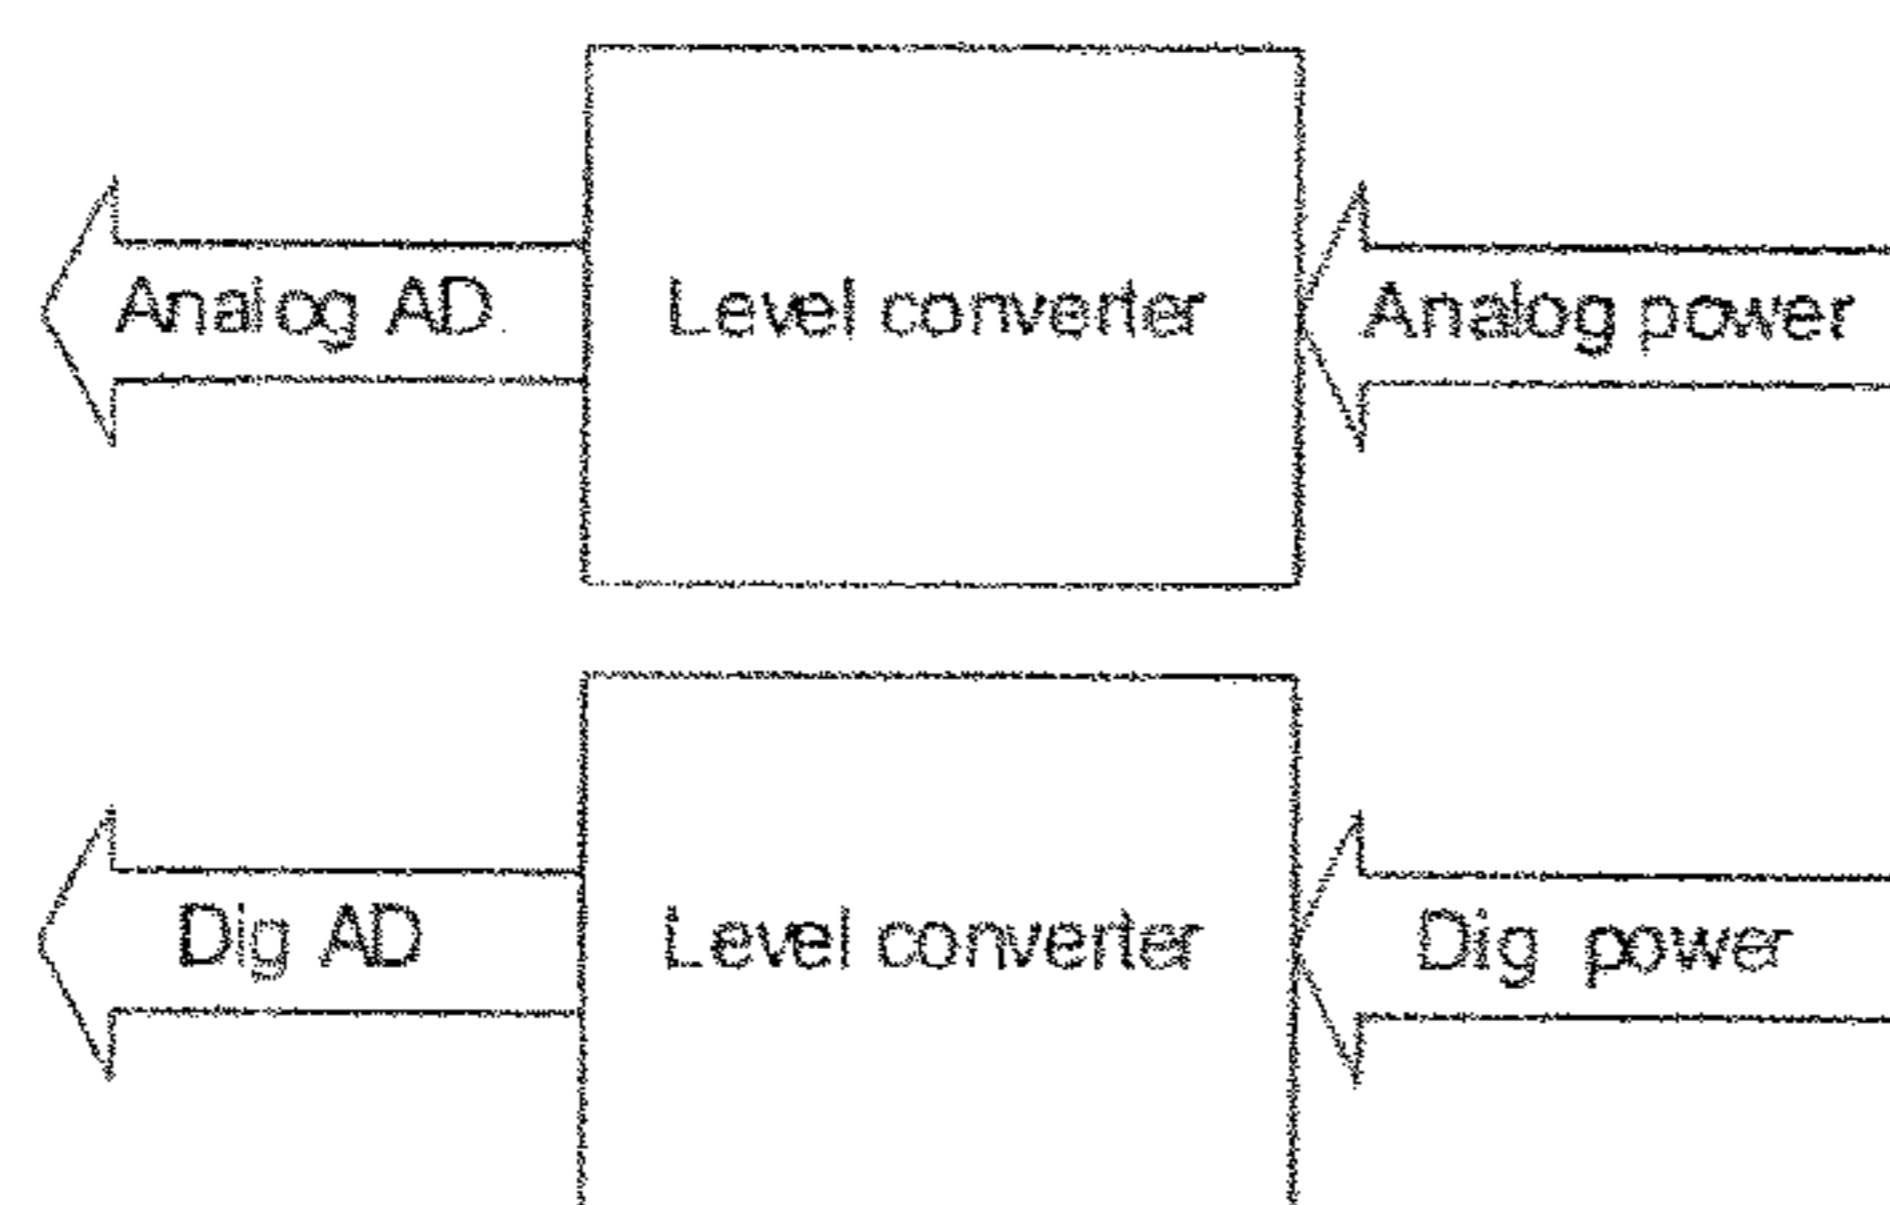 Analog AD
Level converter
Analog power
Dig AD
Level converter
Dig power